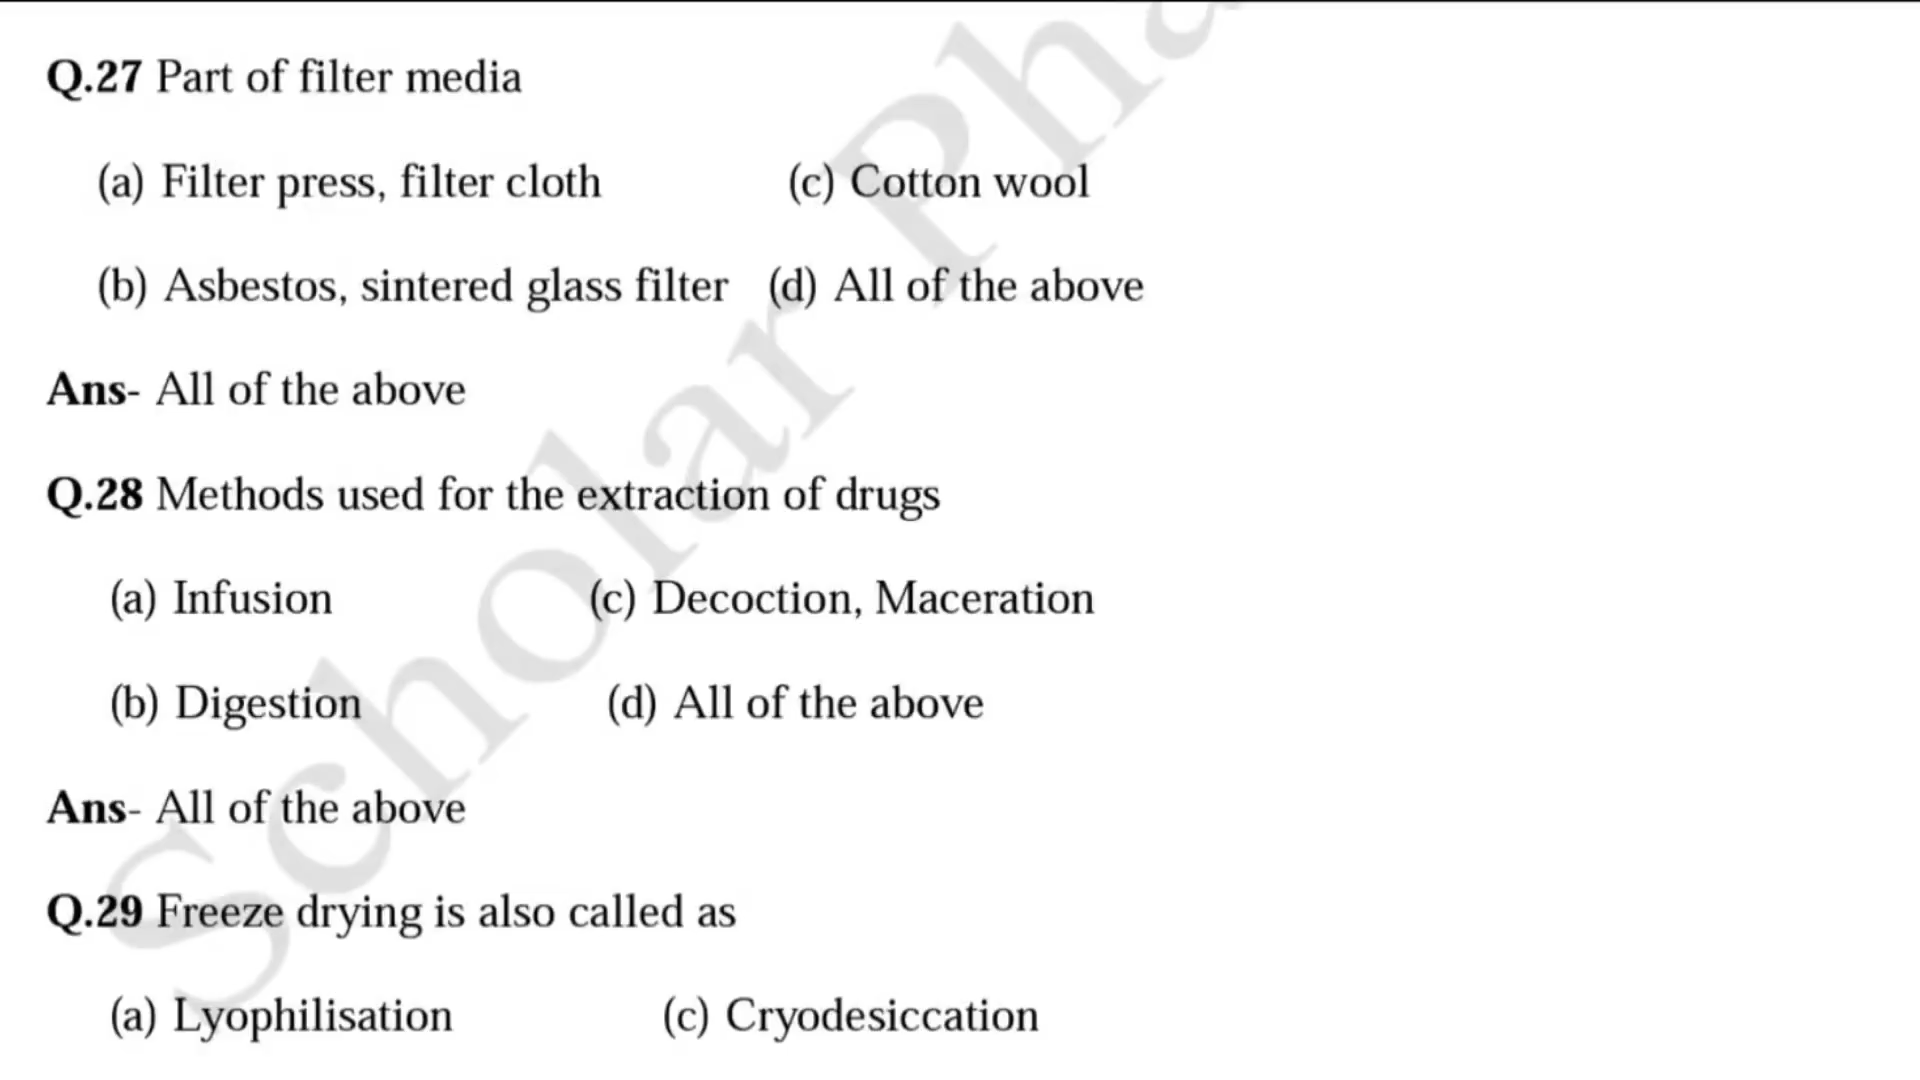 Q.27 Part of filter media
(a) Filter press, filter cloth (c) Cotton wool
(b) Asbestos, sintered glass filter (d) All of the above
Ans- All of the above
Q.28 Methods used for the extraction of drugs
(a) Infusion (c) Decoction, Maceration
(b) Digestion (d) All of the above
Ans- All of the above
Q.29 Freeze drying is also called as
(a) Lyophilisation (c) Cryodesiccation
Scholar Pha